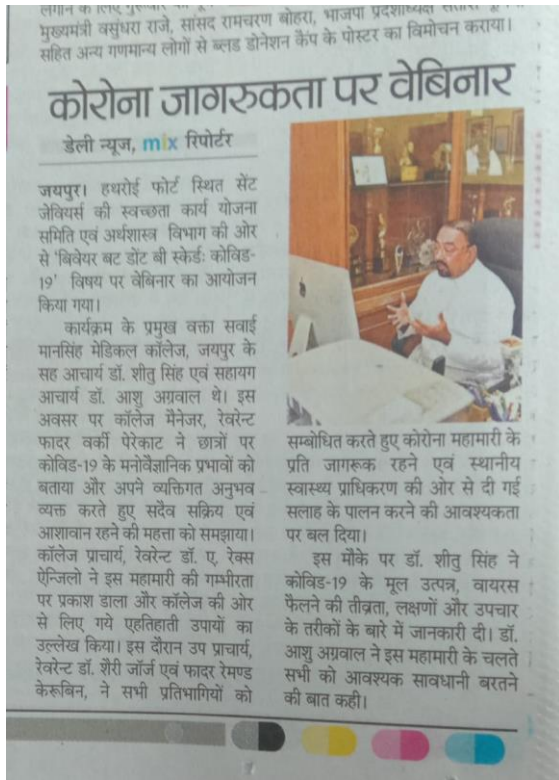 मुख्यमंत्री वसुंधरा राजे, सांसद रामचरण बोहरा, भाजपा प्रदेशाध्यक्ष
सहित अन्य गणमान्य लोगों से ब्लड डोनेशन कैंप के पोस्टर का विमोचन कराया।
कोरोना जागरुकता पर वेबिनार
डेली न्यूज, mix रिपोर्टर
जयपुर। हथरोई फोर्ट स्थित सेंट
जेवियर्स की स्वच्छता कार्य योजना
समिति एवं अर्थशास्त्र विभाग की ओर
से 'बिवेयर बट डोंट बी स्केर्डः कोविड-
19' विषय पर वेबिनार का आयोजन
किया गया।
कार्यक्रम के प्रमुख वक्ता सवाई
मानसिंह मेडिकल कॉलेज, जयपुर के
सह आचार्य डॉ. शीतु सिंह एवं सहायग
आचार्य डॉ. आशु अग्रवाल थे। इस
अवसर पर कॉलेज मैनेजर, रेवरेन्ट
फादर वर्की पेरेकाट ने छात्रों पर
कोविड-19 के मनोवैज्ञानिक प्रभावों को
बताया और अपने व्यक्तिगत अनुभव
व्यक्त करते हुए सदैव सक्रिय एवं
आशावान रहने की महत्ता को समझाया।
कॉलेज प्राचार्य, रेवरेन्ट डॉ. ए. रेक्स
ऐन्जिलो ने इस महामारी की गम्भीरता
पर प्रकाश डाला और कॉलेज की ओर
से लिए गये एहतिहाती उपायों का
उल्लेख किया। इस दौरान उप प्राचार्य,
रेवरेन्ट डॉ. शैरी जॉर्ज एवं फादर रेमण्ड
केरूबिन, ने सभी प्रतिभागियों को
सम्बोधित करते हुए कोरोना महामारी के
प्रति जागरूक रहने एवं स्थानीय
स्वास्थ्य प्राधिकरण की ओर से दी गई
सलाह के पालन करने की आवश्यकता
पर बल दिया।
इस मौके पर डॉ. शीतु सिंह ने
कोविड-19 के मूल उत्पत्र, वायरस
फैलने की तीव्रता, लक्षणों और उपचार
के तरीकों के बारे में जानकारी दी। डॉ.
आशु अग्रवाल ने इस महामारी के चलते
सभी को आवश्यक सावधानी बरतने
की बात कही।